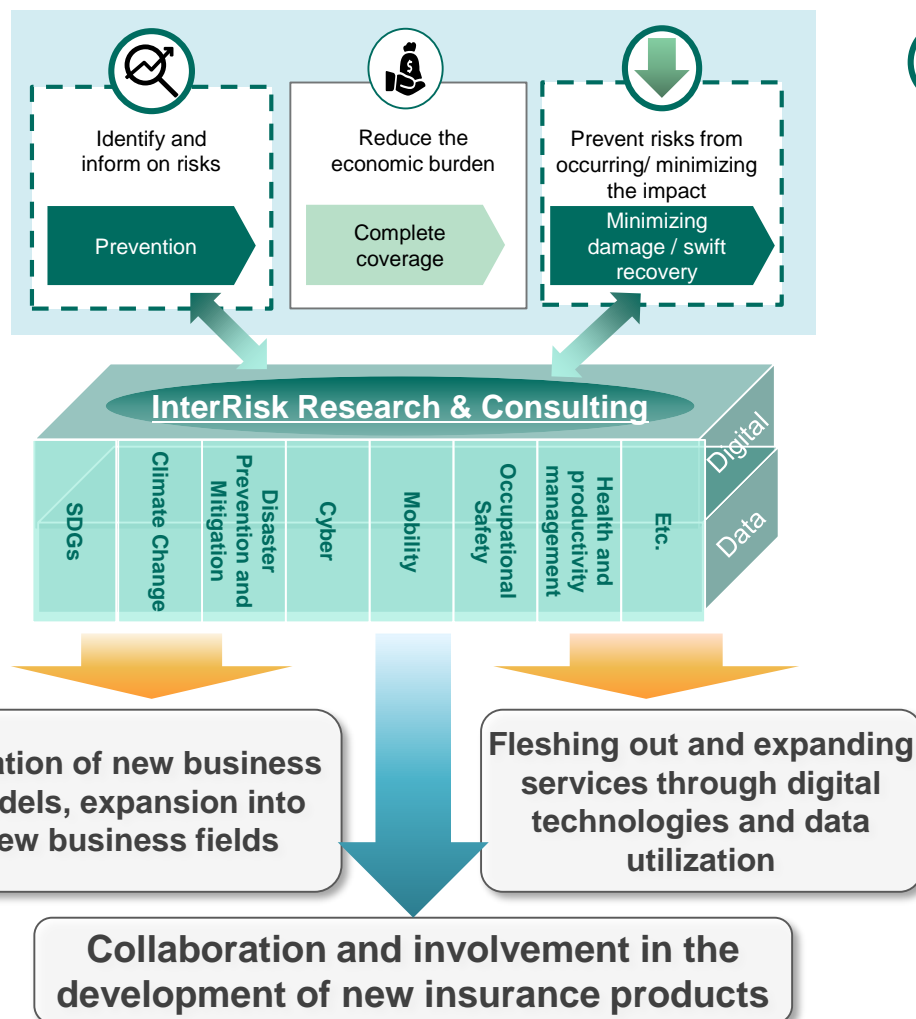 Identify and
inform on risks
Prevention
$
Reduce the
economic burden
Complete
coverage
Prevent risks from
occurring/ minimizing
the impact
Minimizing
damage / swift
recovery
InterRisk Research & Consulting
Digital
Data
SDGs
Climate Change
Disaster
Prevention and
Mitigation
Cyber
Mobility
Occupational
Safety
Health and
productivity
management
Etc.
of new business
expansion into
business fields
Fleshing out and expanding
services through digital
technologies and data
utilization
Collaboration and involvement in the
development of new insurance products